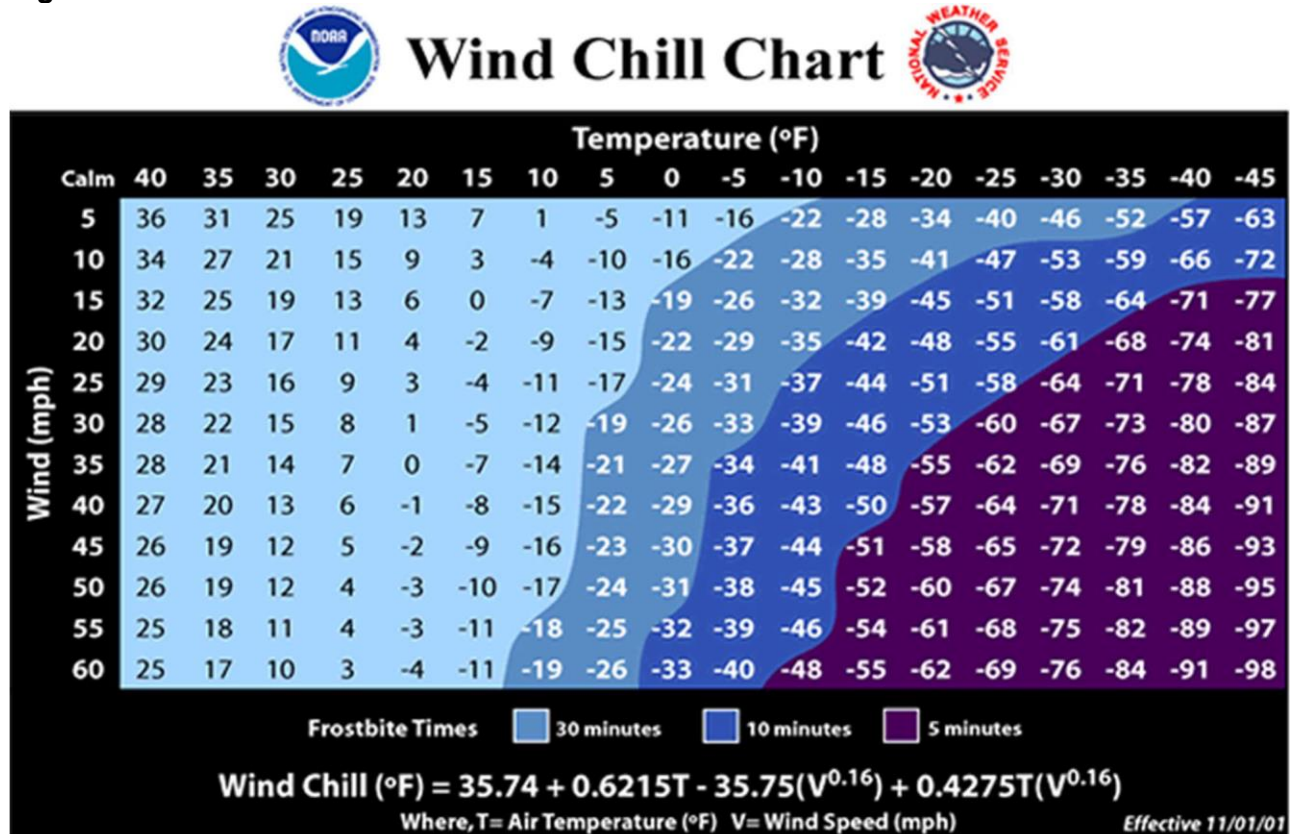 NOAA
Wind Chill Chart
NATIONAL WEATHER SERVICE
Temperature (ºF)
Calm 40 35 30 25 20 15 10 5 0 -5 -10 -15 -20 -25 -30 -35 -40 -45
5 36 31 25 19 13 7 1 -5 -11 -16 -22 -28 -34 -40 -46 -52 -57 -63
10 34 27 21 15 9 3 -4 -10 -16 -22 -28 -35 -41 -47 -53 -59 -66 -72
15 32 25 19 13 6 0 -7 -13 -19 -26 -32 -39 -45 -51 -58 -64 -71 -77
20 30 24 17 11 4 -2 -9 -15 -22 -29 -35 -42 -48 -55 -61 -68 -74 -81
25 29 23 16 9 3 -4 -11 -17 -24 -31 -37 -44 -51 -58 -64 -71 -78 -84
30 28 22 15 8 1 -5 -12 -19 -26 -33 -39 -46 -53 -60 -67 -73 -80 -87
35 28 21 14 7 0 -7 -14 -21 -27 -34 -41 -48 -55 -62 -69 -76 -82 -89
40 27 20 13 6 -1 -8 -15 -22 -29 -36 -43 -50 -57 -64 -71 -78 -84 -91
45 26 19 12 5 -2 -9 -16 -23 -30 -37 -44 -51 -58 -65 -72 -79 -86 -93
50 26 19 12 4 -3 -10 -17 -24 -31 -38 -45 -52 -60 -67 -74 -81 -88 -95
55 25 18 11 4 -3 -11 -18 -25 -32 -39 -46 -54 -61 -68 -75 -82 -89 -97
60 25 17 10 3 -4 -11 -19 -26 -33 -40 -48 -55 -62 -69 -76 -84 -91 -98
Wind (mph)
Frostbite Times 30 minutes 10 minutes 5 minutes
Wind Chill (ºF) = 35.74 + 0.6215T - 35.75(V^0.16) + 0.4275T(V^0.16)
Where, T= Air Temperature (ºF) V= Wind Speed (mph) Effective 11/01/01